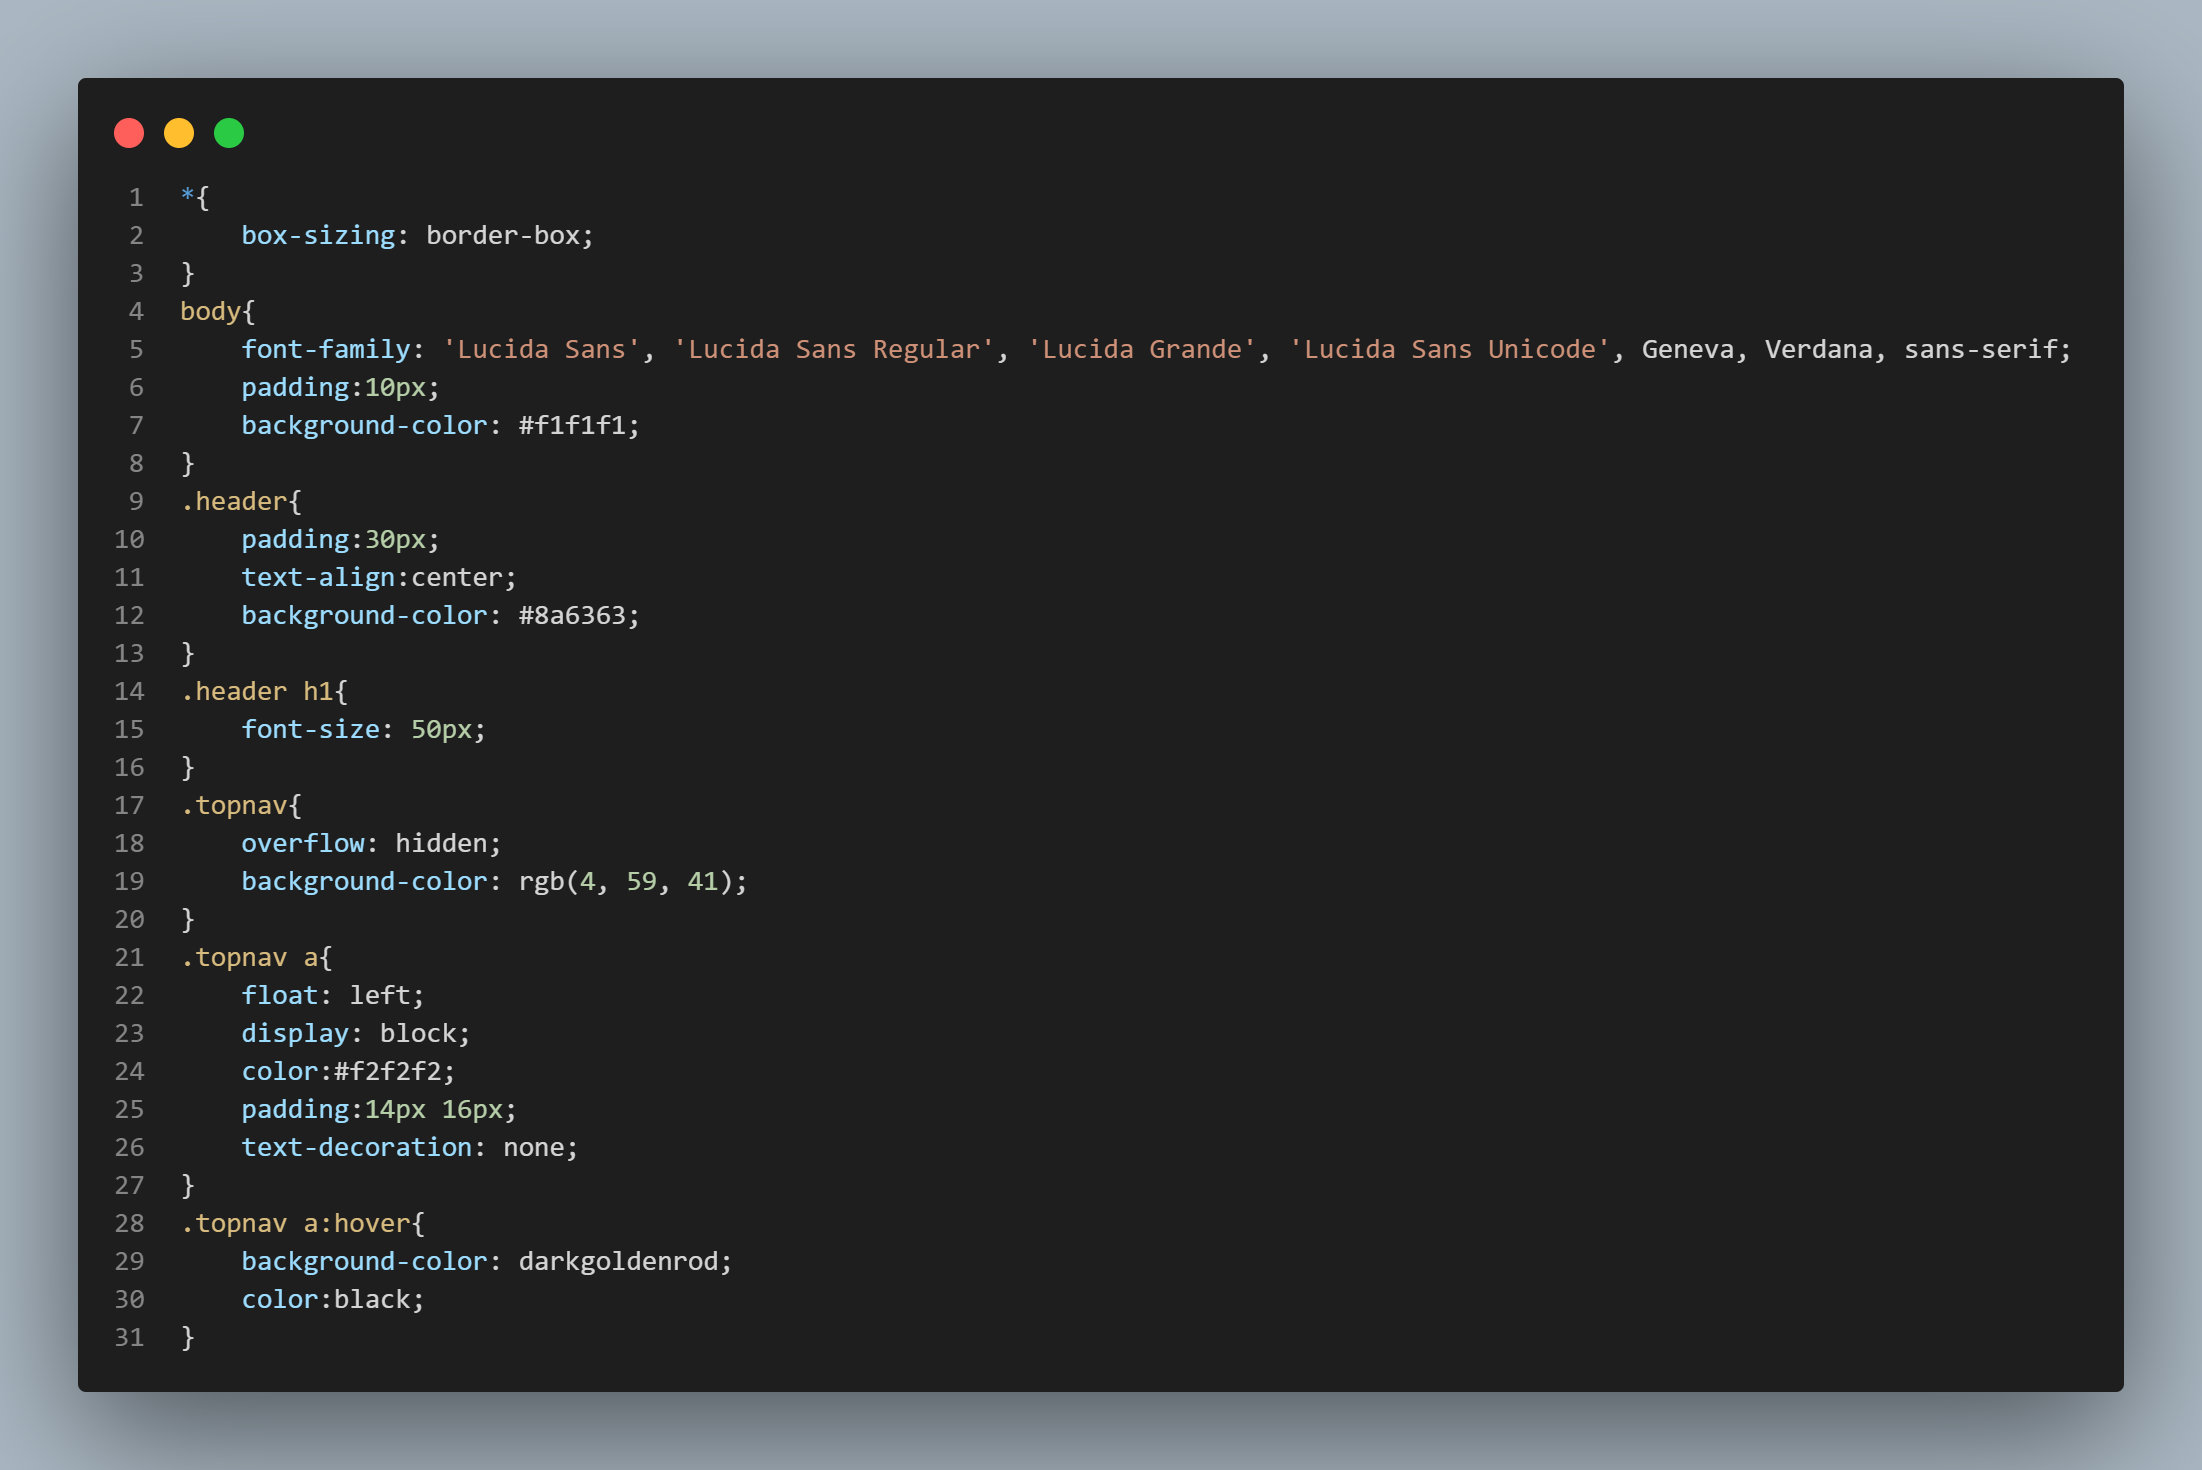 1 *{
2     box-sizing: border-box;
3 }
4 body{
5     font-family: 'Lucida Sans', 'Lucida Sans Regular', 'Lucida Grande', 'Lucida Sans Unicode', Geneva, Verdana, sans-serif;
6     padding:10px;
7     background-color: #f1f1f1;
8 }
9 .header{
10     padding:30px;
11     text-align:center;
12     background-color: #8a6363;
13 }
14 .header h1{
15     font-size: 50px;
16 }
17 .topnav{
18     overflow: hidden;
19     background-color: rgb(4, 59, 41);
20 }
21 .topnav a{
22     float: left;
23     display: block;
24     color:#f2f2f2;
25     padding:14px 16px;
26     text-decoration: none;
27 }
28 .topnav a:hover{
29     background-color: darkgoldenrod;
30     color:black;
31 }